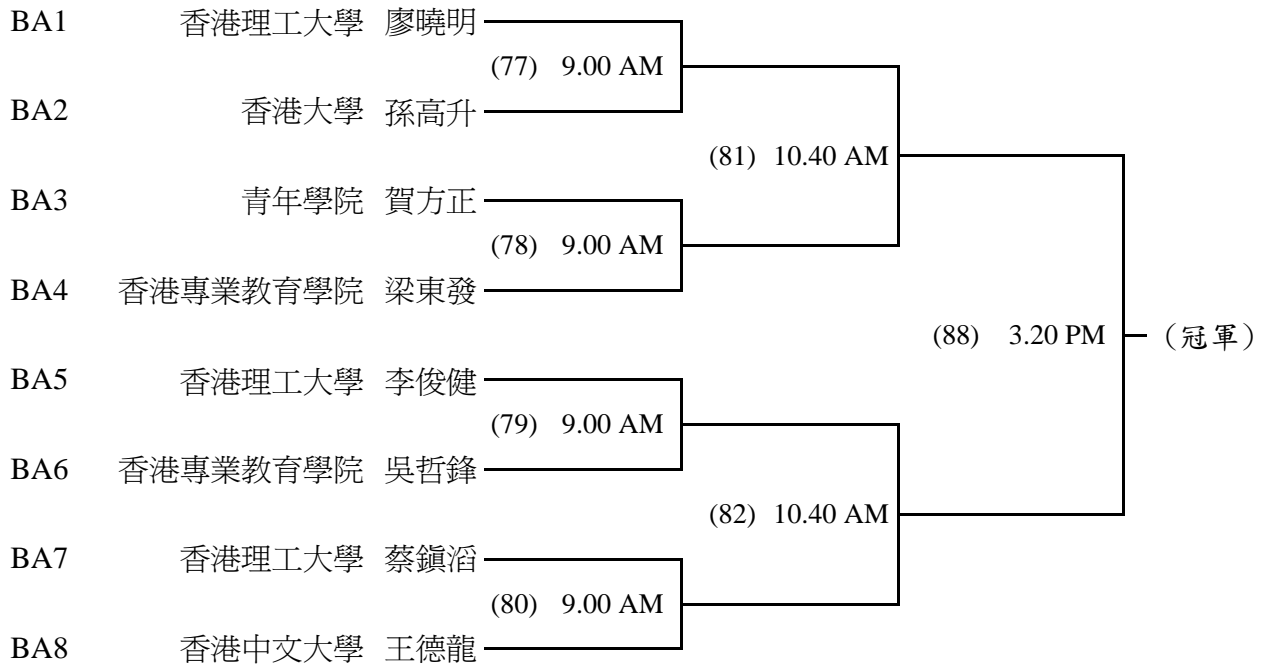 BA1 香港理工大學 廖曉明
(77) 9.00 AM
BA2 香港大學 孫高升
(81) 10.40 AM
BA3 青年學院 賀方正
(78) 9.00 AM
BA4 香港專業教育學院 梁東發
(88) 3.20 PM （冠軍）
BA5 香港理工大學 李俊健
(79) 9.00 AM
BA6 香港專業教育學院 吳哲鋒
(82) 10.40 AM
BA7 香港理工大學 蔡鎭滔
(80) 9.00 AM
BA8 香港中文大學 王德龍